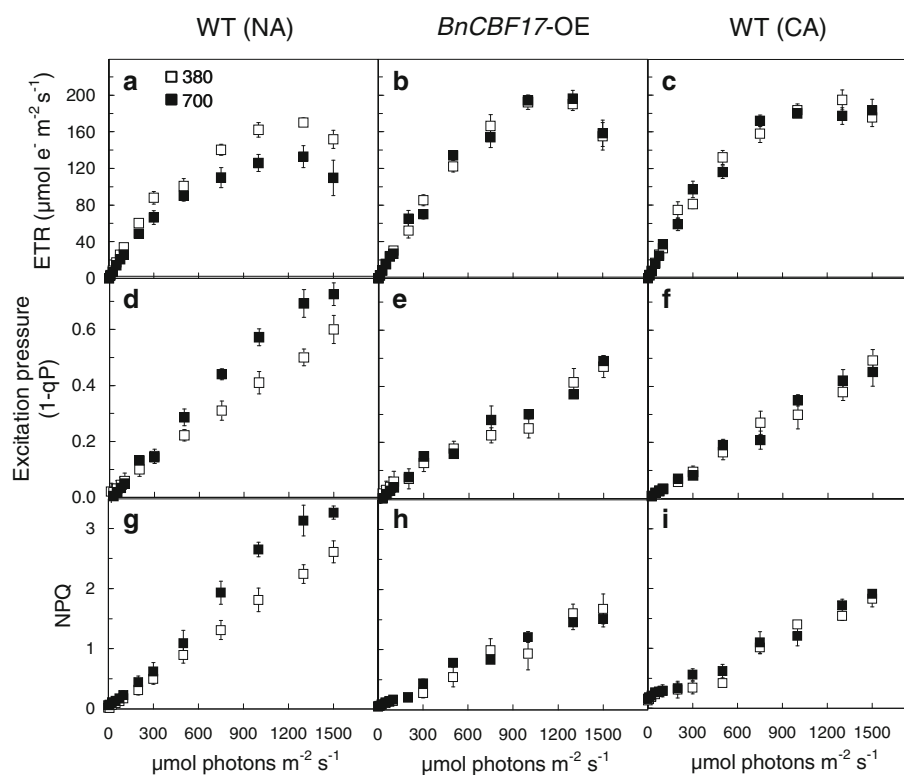 WT (NA) BnCBF17-OE WT (CA)
a 380 b c
700
200
160
120
80
40
0
ETR (µmol e⁻ m⁻² s⁻¹)
d e f
0.6
0.4
0.2
0.0
Excitation pressure
(1-qP)
g h i
3
2
1
0
NPQ
0 300 600 900 1200 1500 0 300 600 900 1200 1500 0 300 600 900 1200 1500
µmol photons m⁻² s⁻¹ µmol photons m⁻² s⁻¹ µmol photons m⁻² s⁻¹